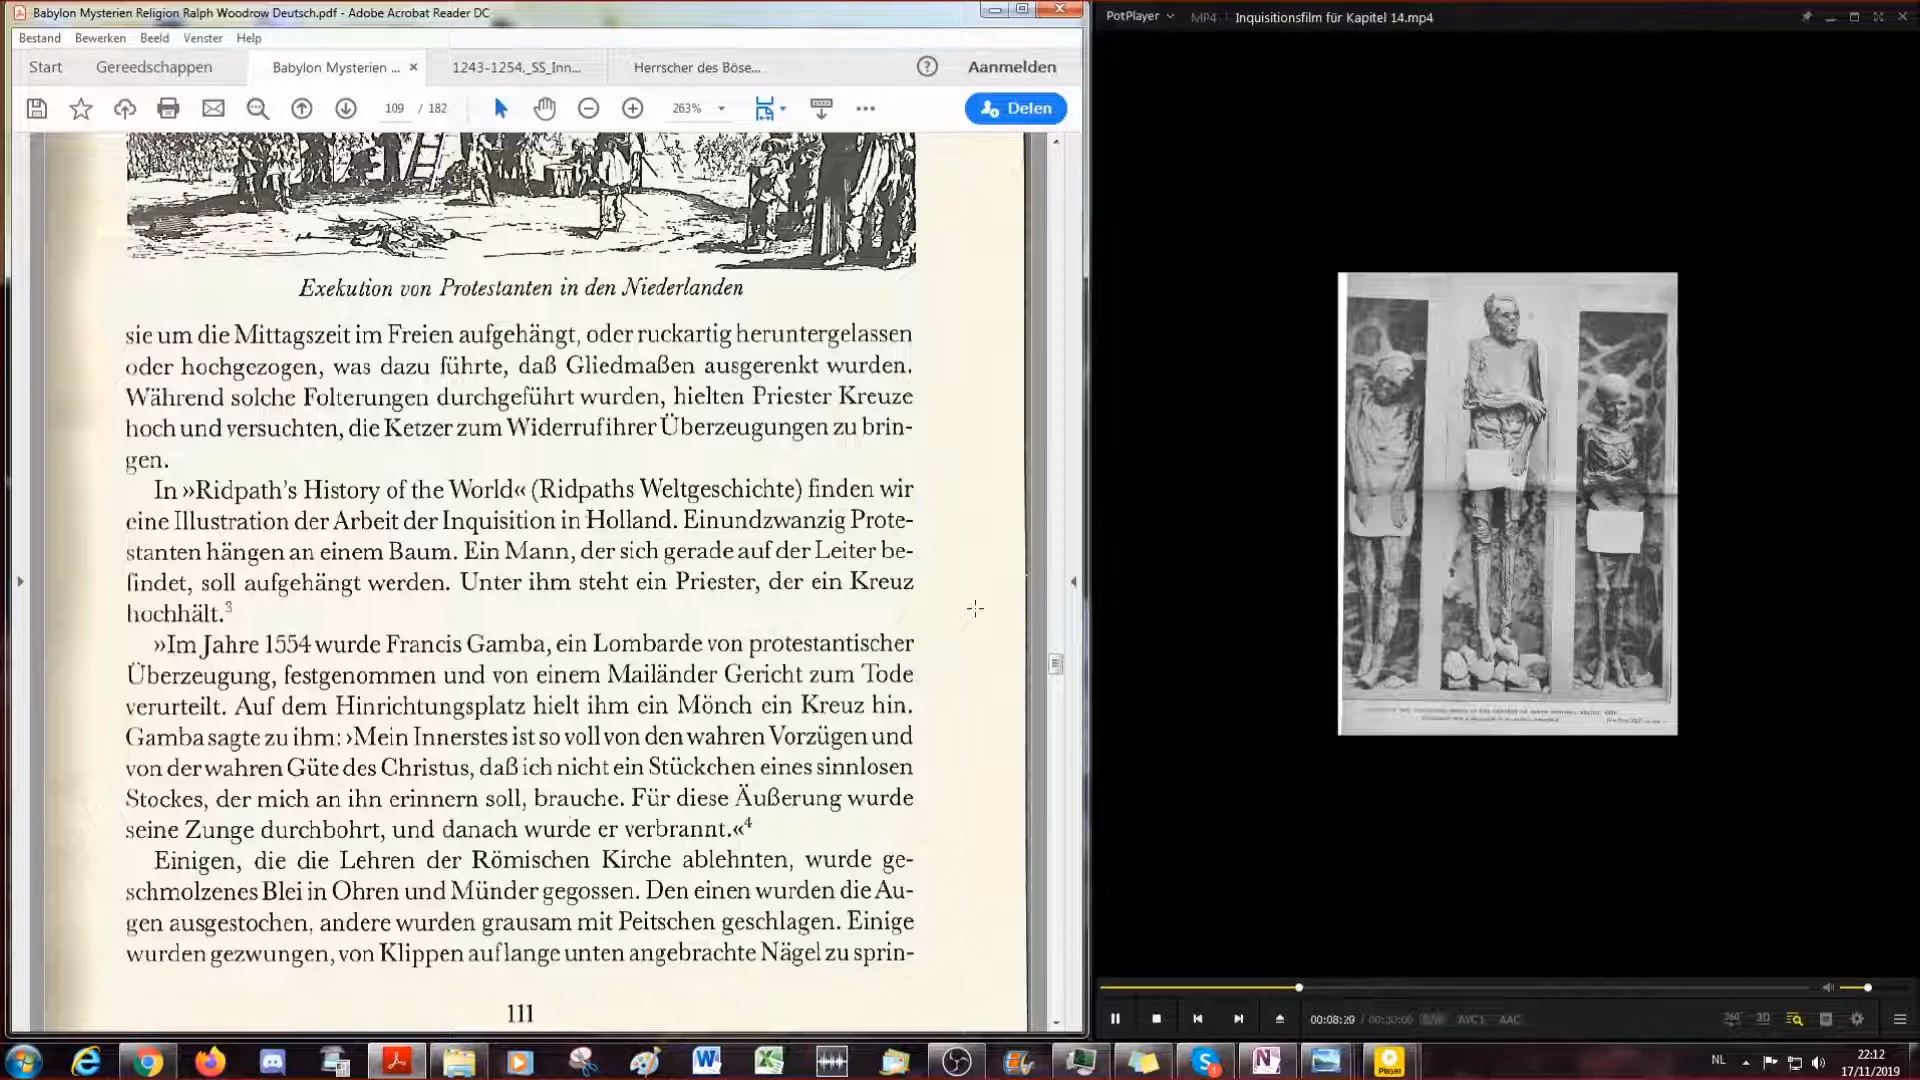 Babylon Mysterien Religion Ralph Woodrow Deutsch.pdf - Adobe Acrobat Reader DC
Bestand Bewerken Beeld Venster Help
Start Gereedschappen Babylon Mysterien ... × 1243-1254,_SS_Inn... Herrscher des Böse... Aanmelden
109 / 182 263% Delen
Exekution von Protestanten in den Niederlanden
sie um die Mittagszeit im Freien aufgehängt, oder ruckartig heruntergelassen
oder hochgezogen, was dazu führte, daß Gliedmaßen ausgerenkt wurden.
Während solche Folterungen durchgeführt wurden, hielten Priester Kreuze
hoch und versuchten, die Ketzer zum Widerruf ihrer Überzeugungen zu brin-
gen.
In »Ridpath's History of the World« (Ridpaths Weltgeschichte) finden wir
eine Illustration der Arbeit der Inquisition in Holland. Einundzwanzig Prote-
stanten hängen an einem Baum. Ein Mann, der sich gerade auf der Leiter be-
findet, soll aufgehängt werden. Unter ihm steht ein Priester, der ein Kreuz
hochhält.3
»Im Jahre 1554 wurde Francis Gamba, ein Lombarde von protestantischer
Überzeugung, festgenommen und von einem Mailänder Gericht zum Tode
verurteilt. Auf dem Hinrichtungsplatz hielt ihm ein Mönch ein Kreuz hin.
Gamba sagte zu ihm: ›Mein Innerstes ist so voll von den wahren Vorzügen und
von der wahren Güte des Christus, daß ich nicht ein Stückchen eines sinnlosen
Stockes, der mich an ihn erinnern soll, brauche. Für diese Äußerung wurde
seine Zunge durchbohrt, und danach wurde er verbrannt.«4
Einigen, die die Lehren der Römischen Kirche ablehnten, wurde ge-
schmolzenes Blei in Ohren und Münder gegossen. Den einen wurden die Au-
gen ausgestochen, andere wurden grausam mit Peitschen geschlagen. Einige
wurden gezwungen, von Klippen auf lange unten angebrachte Nägel zu sprin-
111
PotPlayer MP4 Inquisitionsfilm für Kapitel 14.mp4
00:08:29 / 00:30:00 AVC1 AAC
360° 3D
Player
NL 22:12
17/11/2019